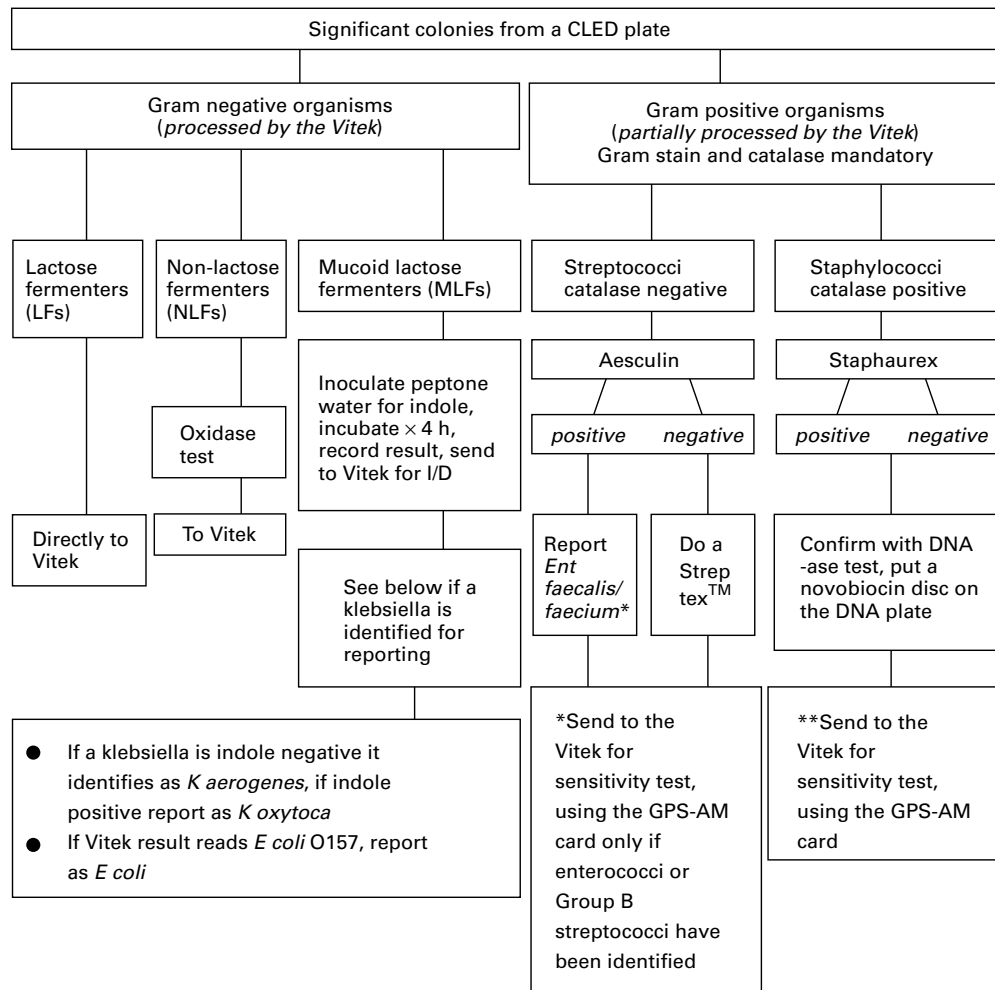 Significant colonies from a CLED plate
Gram negative organisms
(processed by the Vitek)
Gram positive organisms
(partially processed by the Vitek)
Gram stain and catalase mandatory
Lactose
fermenters
(LFs)
Non-lactose
fermenters
(NLFs)
Mucoid lactose
fermenters (MLFs)
Streptococci
catalase negative
Staphylococci
catalase positive
Aesculin
Staphaurex
Inoculate peptone
water for indole,
incubate × 4 h,
record result, send
to Vitek for I/D
Oxidase
test
positive negative
positive negative
Directly to
Vitek
To Vitek
Report
Ent
faecalis/
faecium*
Do a
Strep
tex™
Confirm with DNA
-ase test, put a
novobiocin disc on
the DNA plate
See below if a
klebsiella is
identified for
reporting
● If a klebsiella is indole negative it
identifies as K aerogenes, if indole
positive report as K oxytoca
● If Vitek result reads E coli O157, report
as E coli
*Send to the
Vitek for
sensitivity test,
using the GPS-AM
card only if
enterococci or
Group B
streptococci have
been identified
**Send to the
Vitek for
sensitivity test,
using the GPS-AM
card